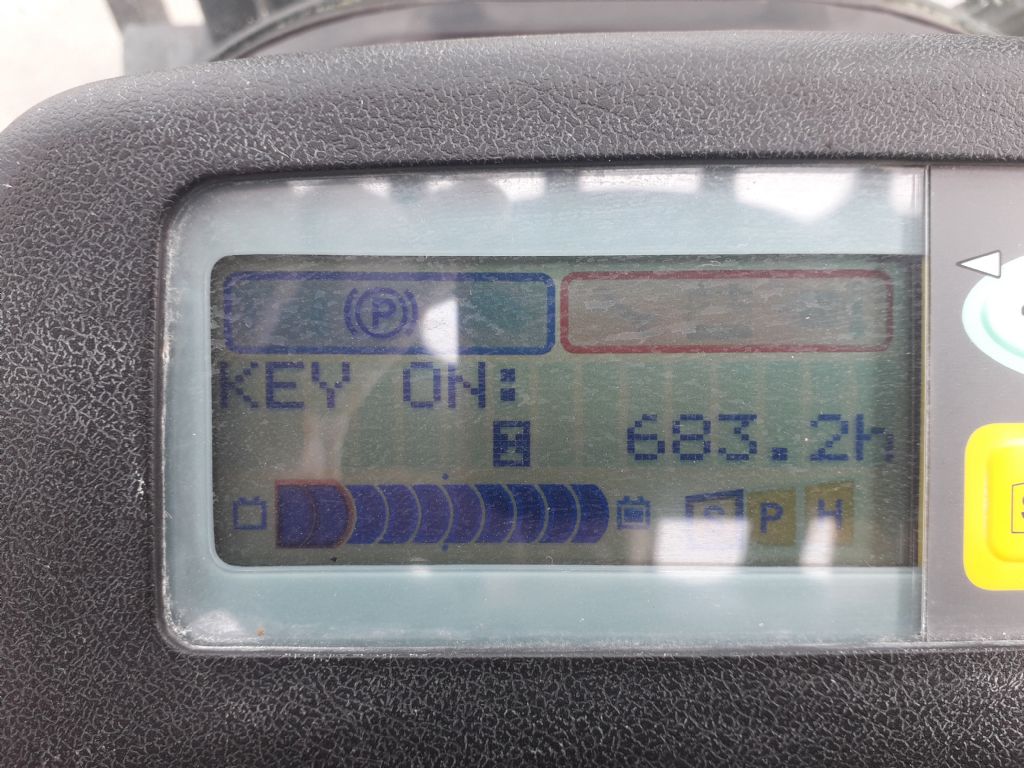 P
KEY ON:
683.2h
S P H